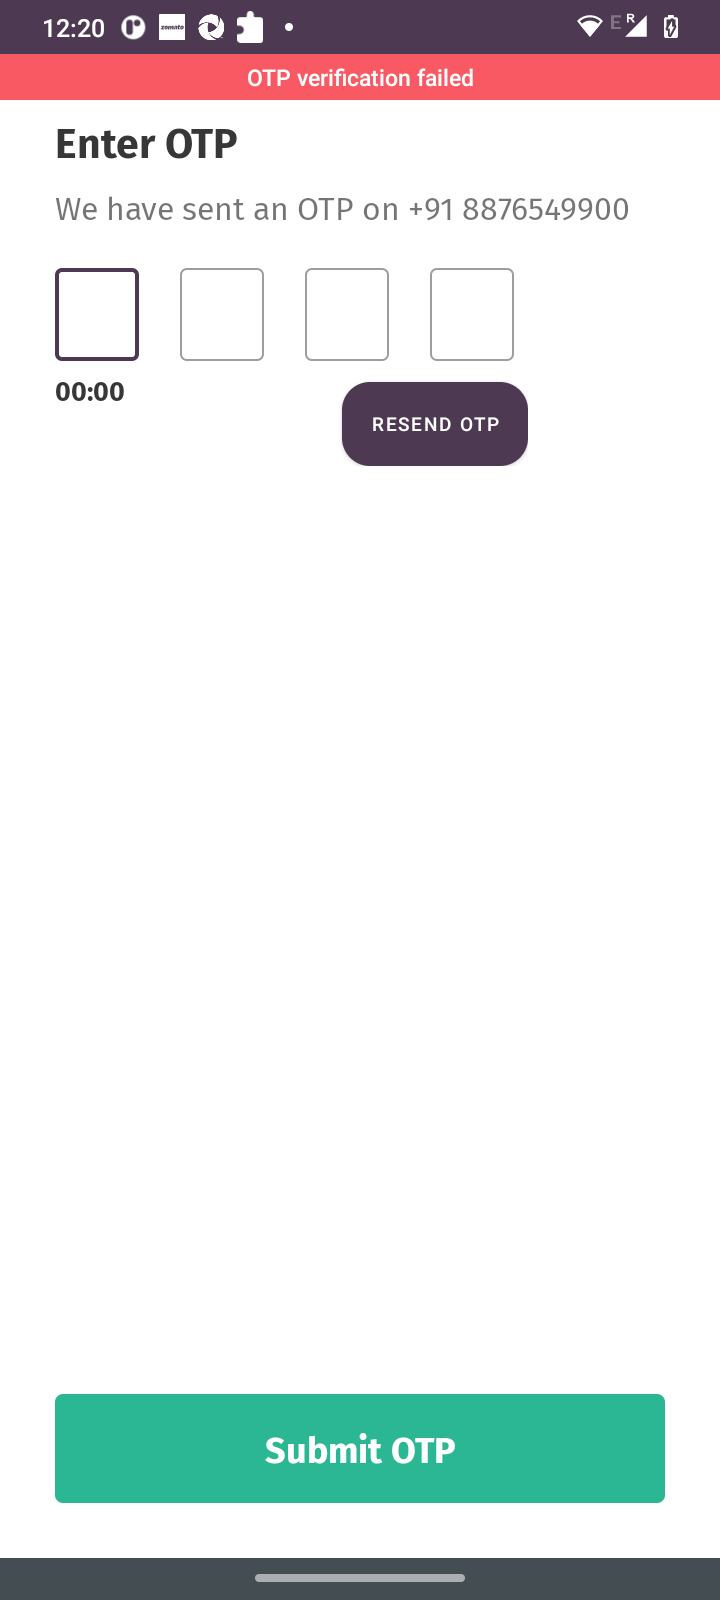 12:20
zomato
E R
OTP verification failed
Enter OTP
We have sent an OTP on +91 8876549900
00:00
RESEND OTP
Submit OTP